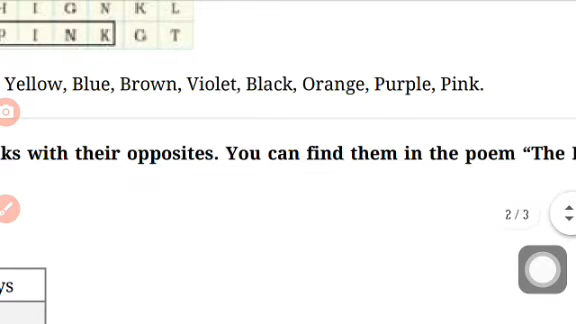 I G N K L
P I N K G T
Yellow, Blue, Brown, Violet, Black, Orange, Purple, Pink.
with their opposites. You can find them in the poem “The
2 / 3